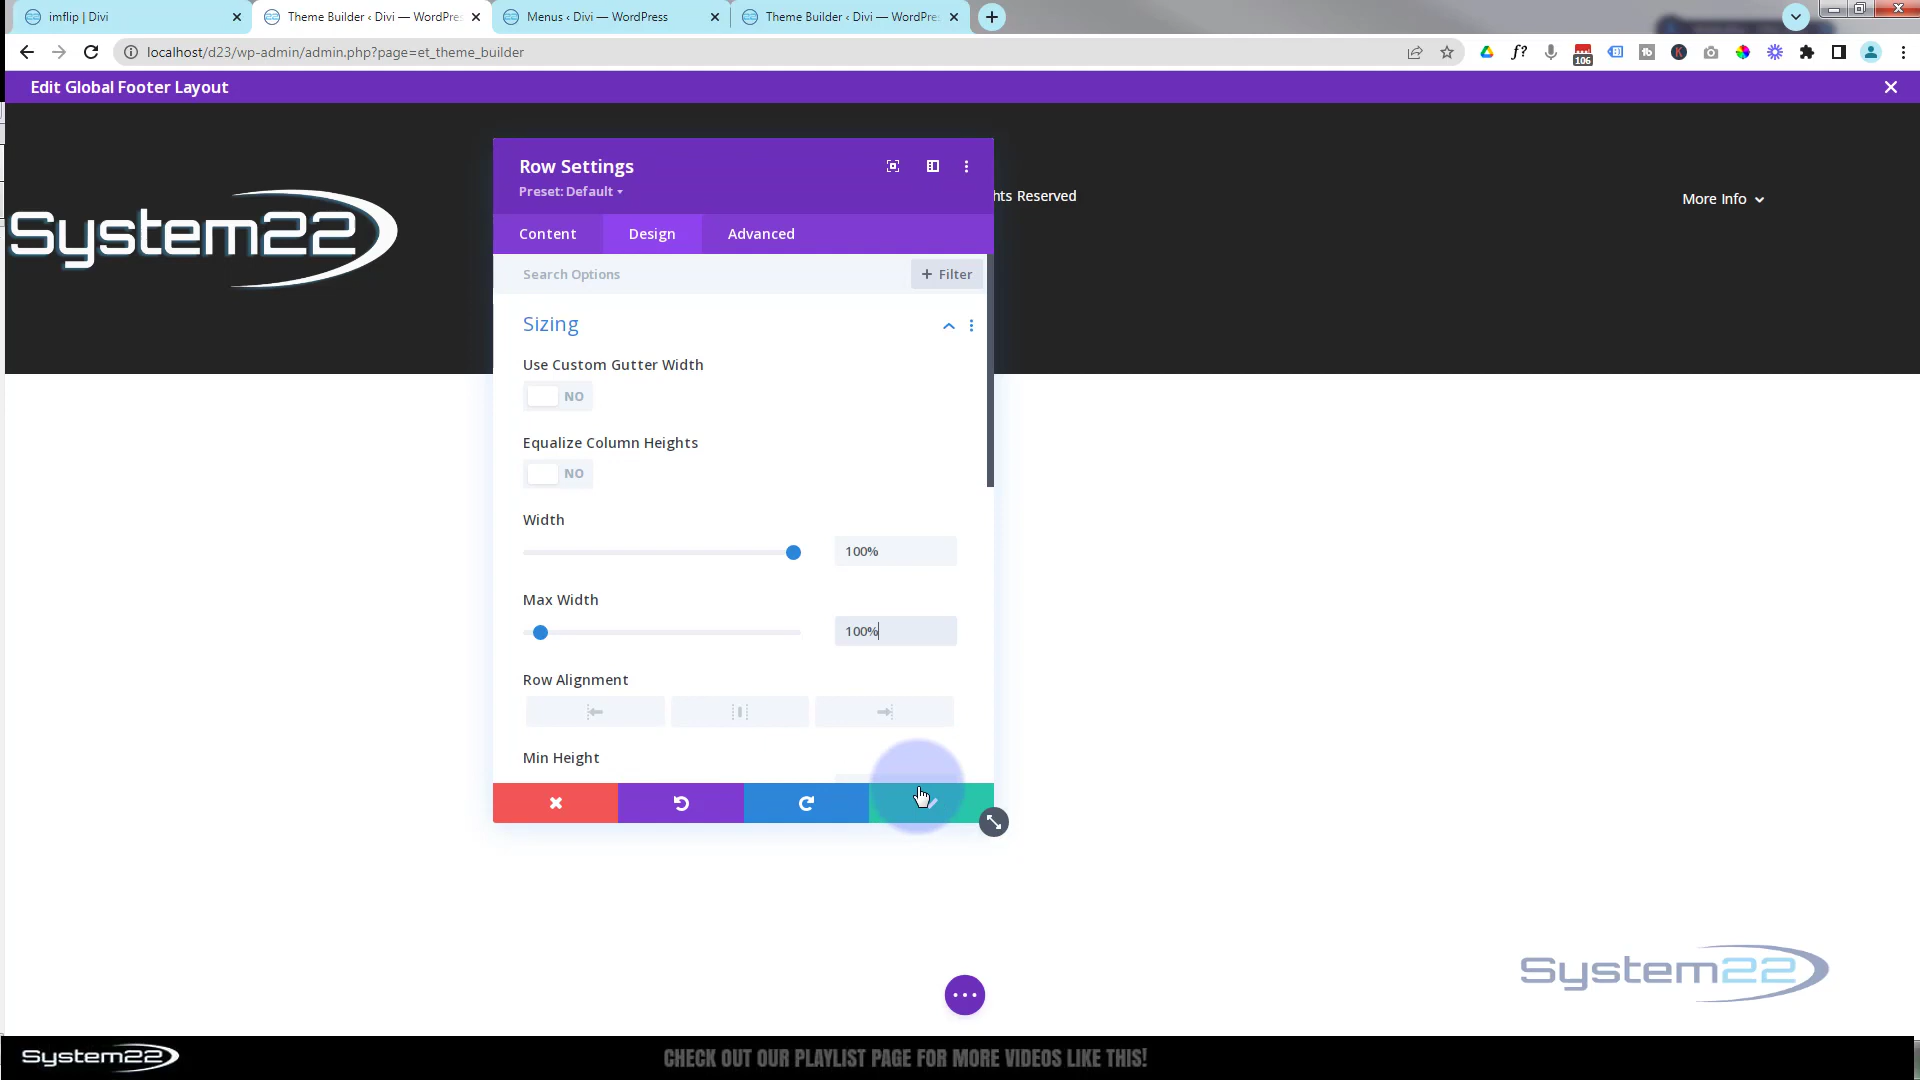 imflip | Divi
Theme Builder ‹ Divi — WordPres
Menus ‹ Divi — WordPress
Theme Builder ‹ Divi — WordPres
localhost/d23/wp-admin/admin.php?page=et_theme_builder
106
Edit Global Footer Layout
System22
Row Settings
Preset: Default
Content
Design
Advanced
hts Reserved
More Info
Search Options
+ Filter
Sizing
Use Custom Gutter Width
NO
Equalize Column Heights
NO
Width
100%
Max Width
100%
Row Alignment
Min Height
System22
System22
CHECK OUT OUR PLAYLIST PAGE FOR MORE VIDEOS LIKE THIS!